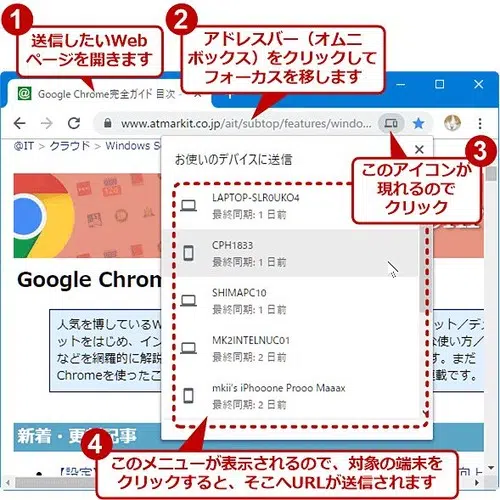 1
送信したいWeb
ページを開きます
2
アドレスバー（オムニ
ボックス）をクリックして
フォーカスを移します
Google Chrome完全ガイド 目次 -
www.atmarkit.co.jp/ait/subtop/features/windo...
3
このアイコンが
現れるので
クリック
@IT > クラウド > Windows Se
お使いのデバイスに送信
LAPTOP-SLR0UKO4
最終同期: 1 日前
CPH1833
最終同期: 1 日前
SHIMAPC10
最終同期: 1 日前
MK2INTELNUC01
最終同期: 2 日前
mkii's iPhooone Prooo Maaax
最終同期: 2 日前
Google Chrom
人気を博しているW
ットをはじめ、イン
などを網羅的に解説
Chromeを使ったこ
ット／デメ
な使い方／
す。まだ
載です。
新着・更
記事
4
このメニューが表示されるので、対象の端末を
クリックすると、そこへURLが送信されます